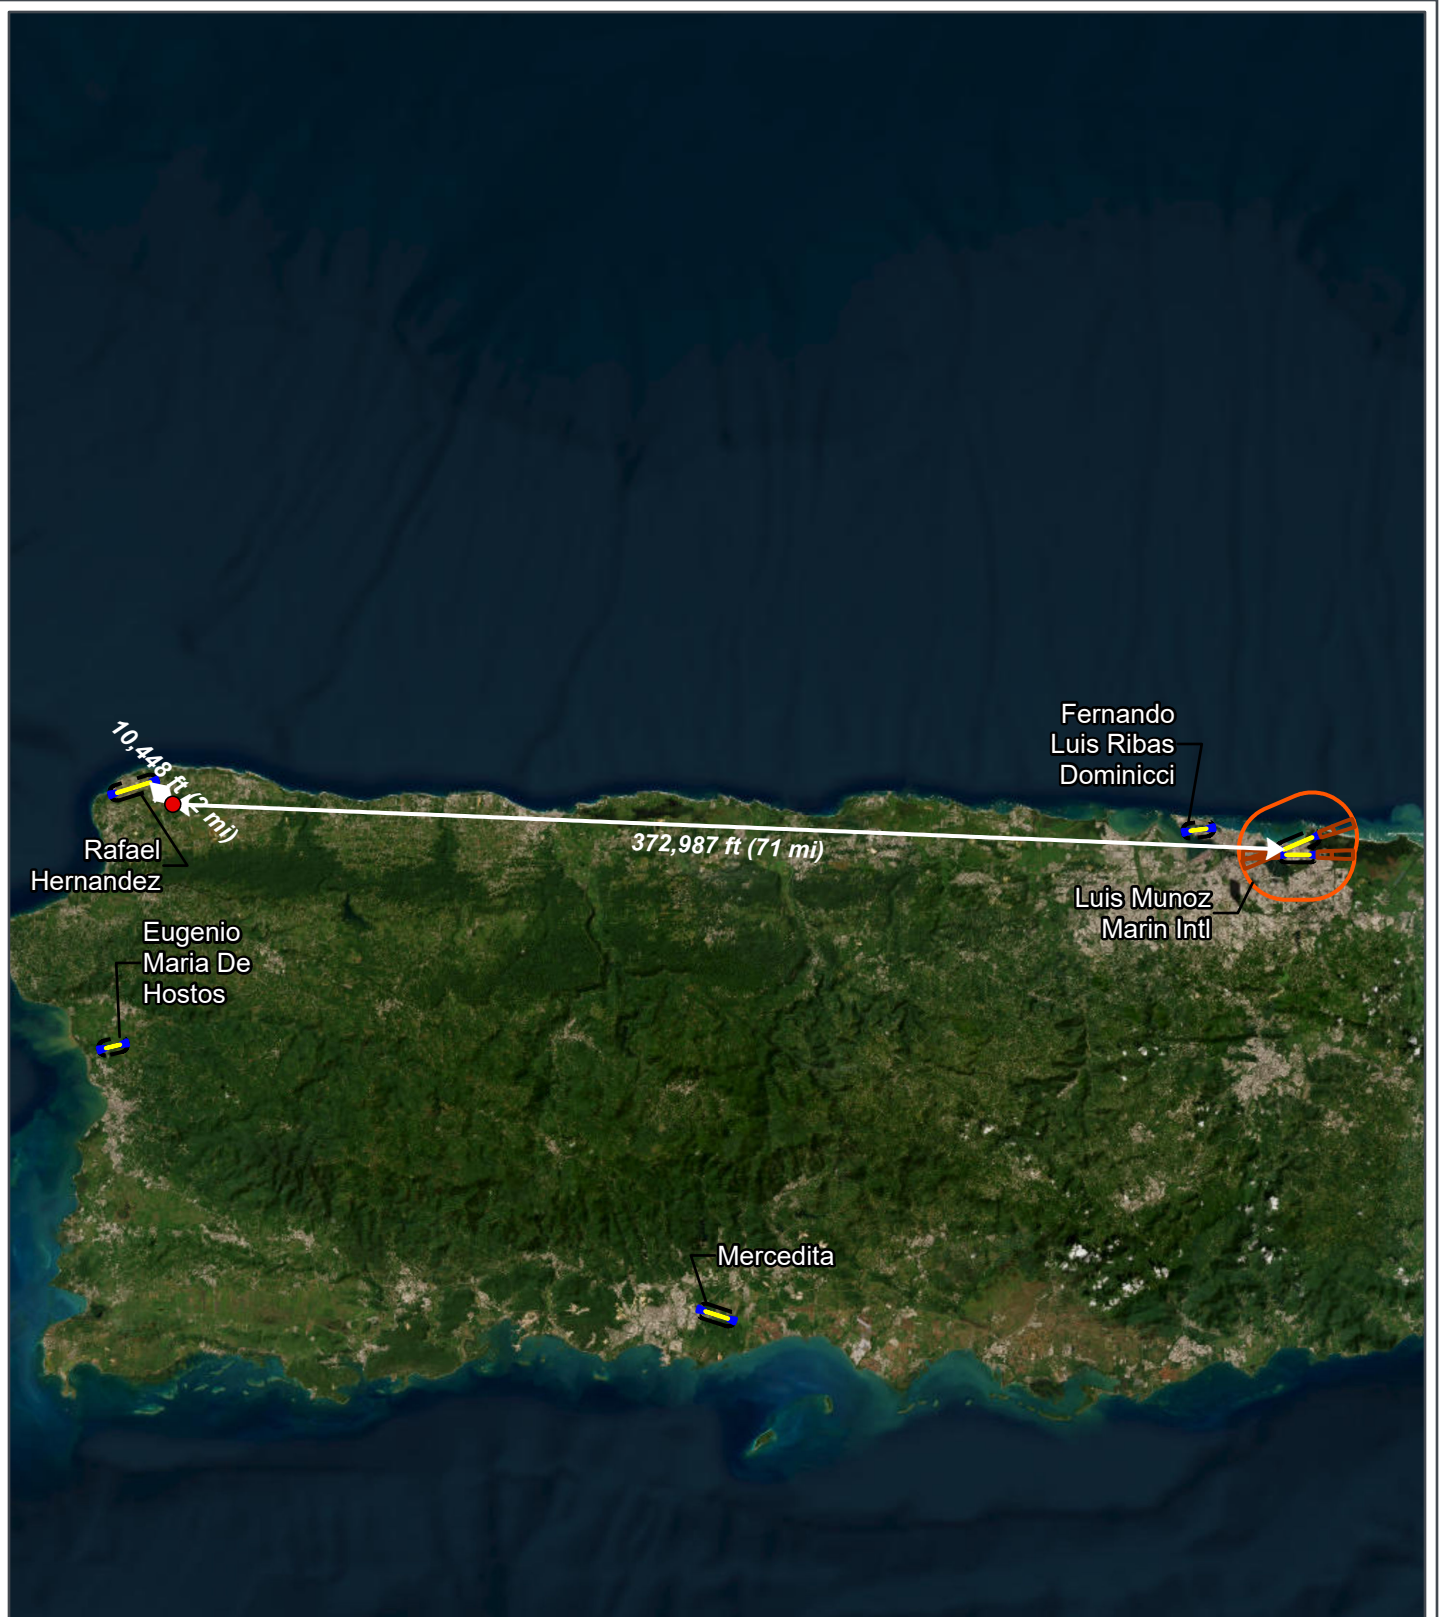 Fernando
Luis Ribas
Dominicci
10,448 ft (2 mi)
372,987 ft (71 mi)
Rafael
Hernandez
Luis Munoz
Marin Intl
Eugenio
Maria De
Hostos
Mercedita